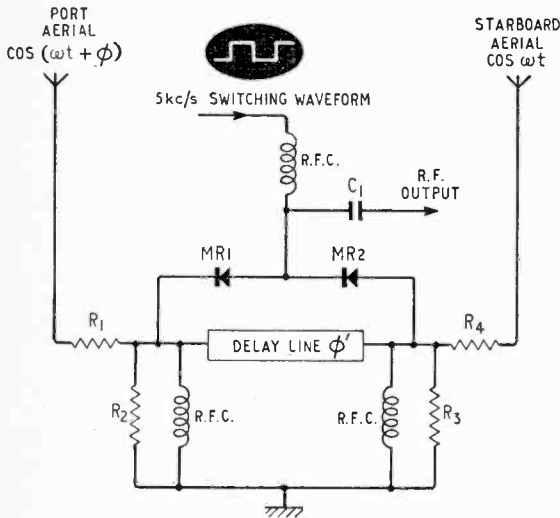 PORT
AERIAL
COS (ωt + ϕ)
STARBOARD
AERIAL
COS ωt
5kc/s SWITCHING WAVEFORM
R.F.C.
C1
R.F.
OUTPUT
MR1
MR2
R1
DELAY LINE ϕ'
R4
R2
R.F.C.
R.F.C.
R3